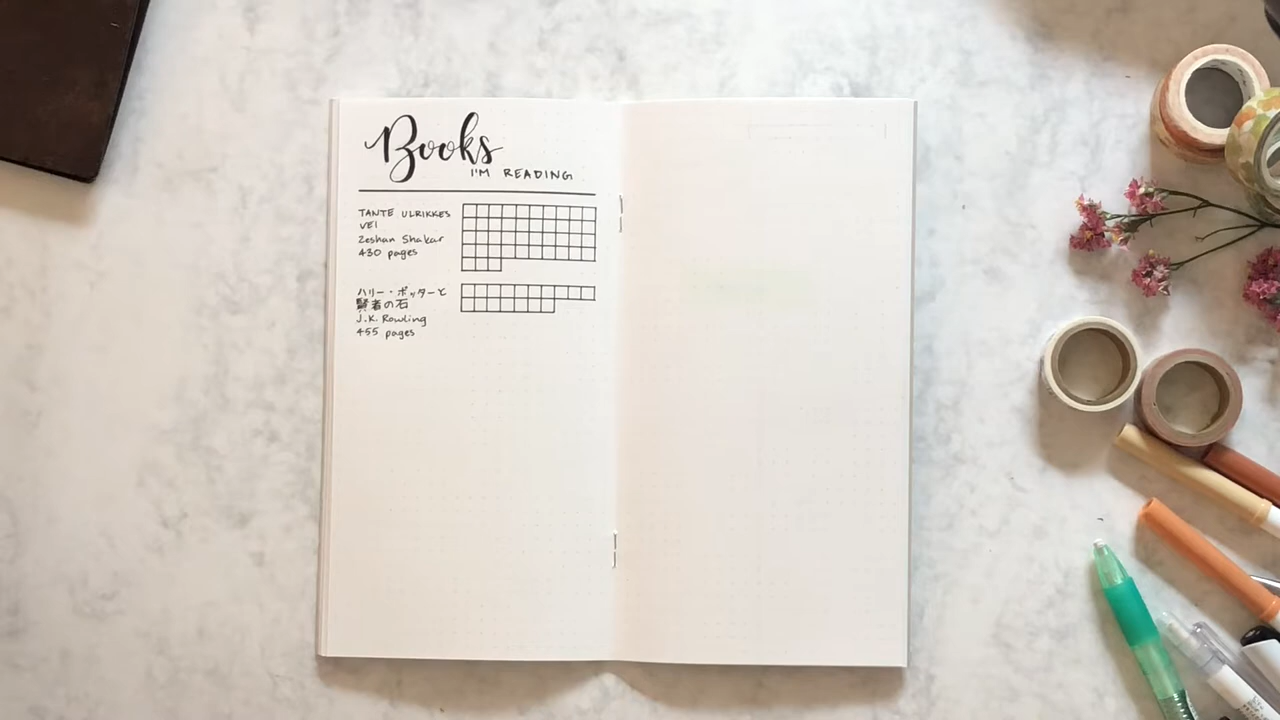 Books
I'M READING
TANTE ULRIKKES
VEI
Zeshan Shakar
430 pages
ハリー・ポッターと
賢者の石
J.K. Rowling
455 pages